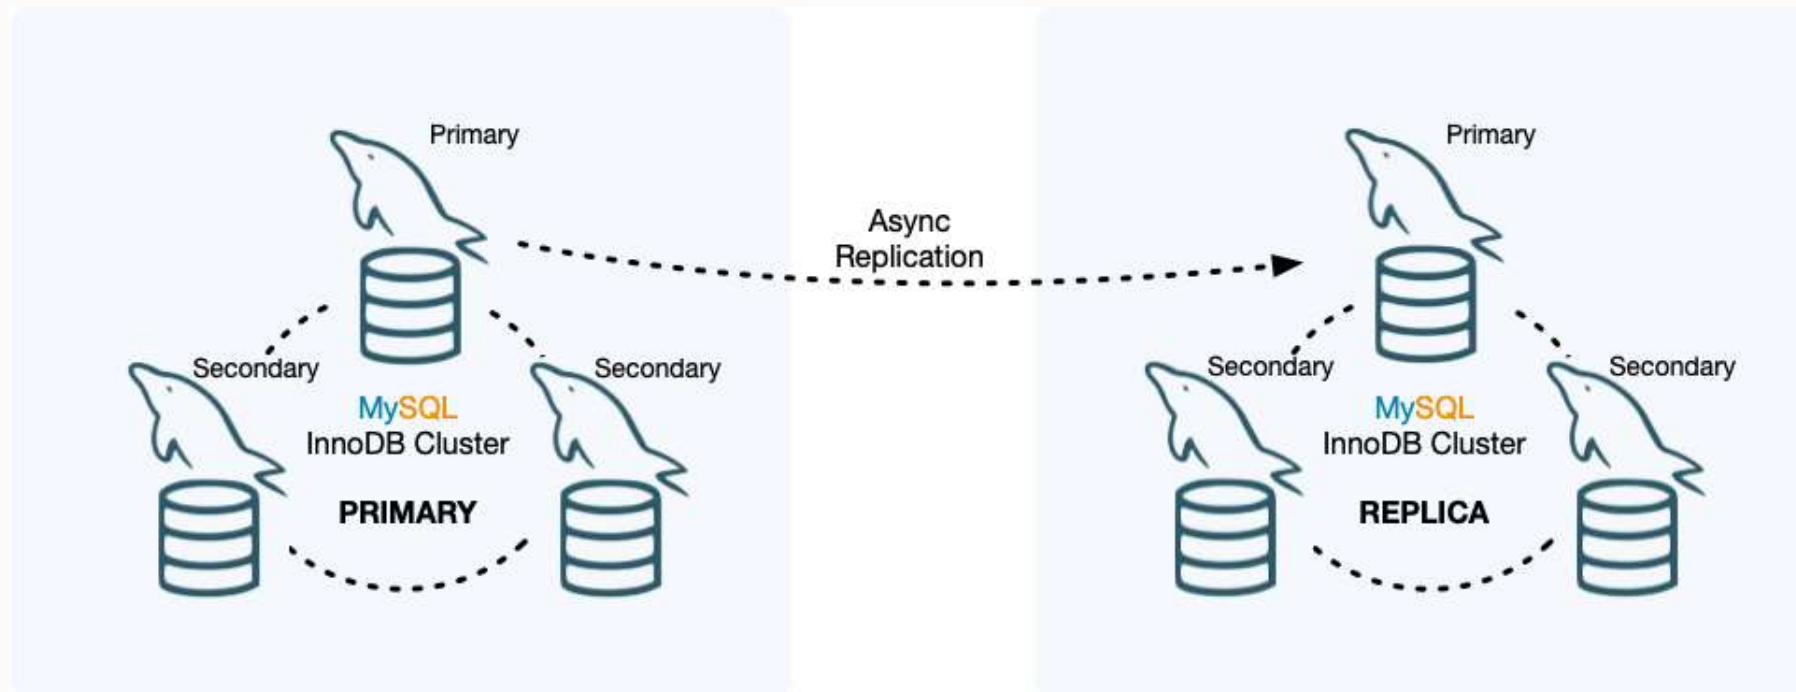 Primary
Secondary
Secondary
MySQL
InnoDB Cluster
PRIMARY
Async
Replication
Primary
Secondary
Secondary
MySQL
InnoDB Cluster
REPLICA